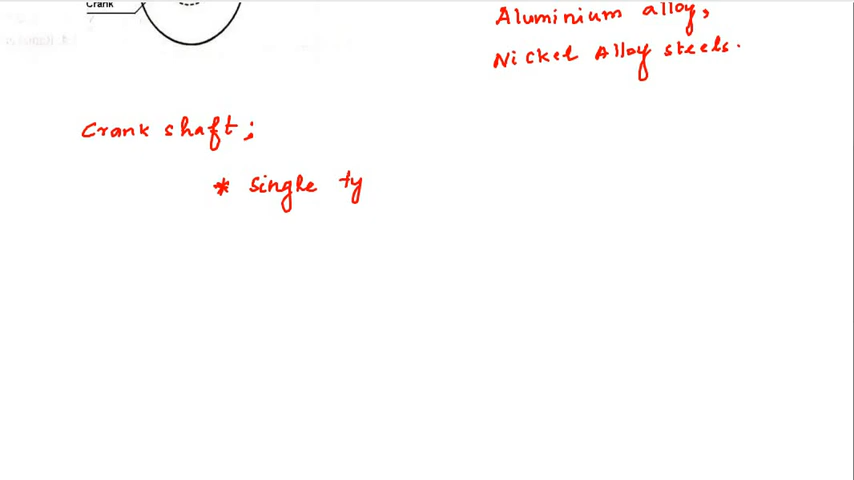 Crank
Aluminium alloy,
Nickel Alloy steels.
Crank shaft;
* Single ty